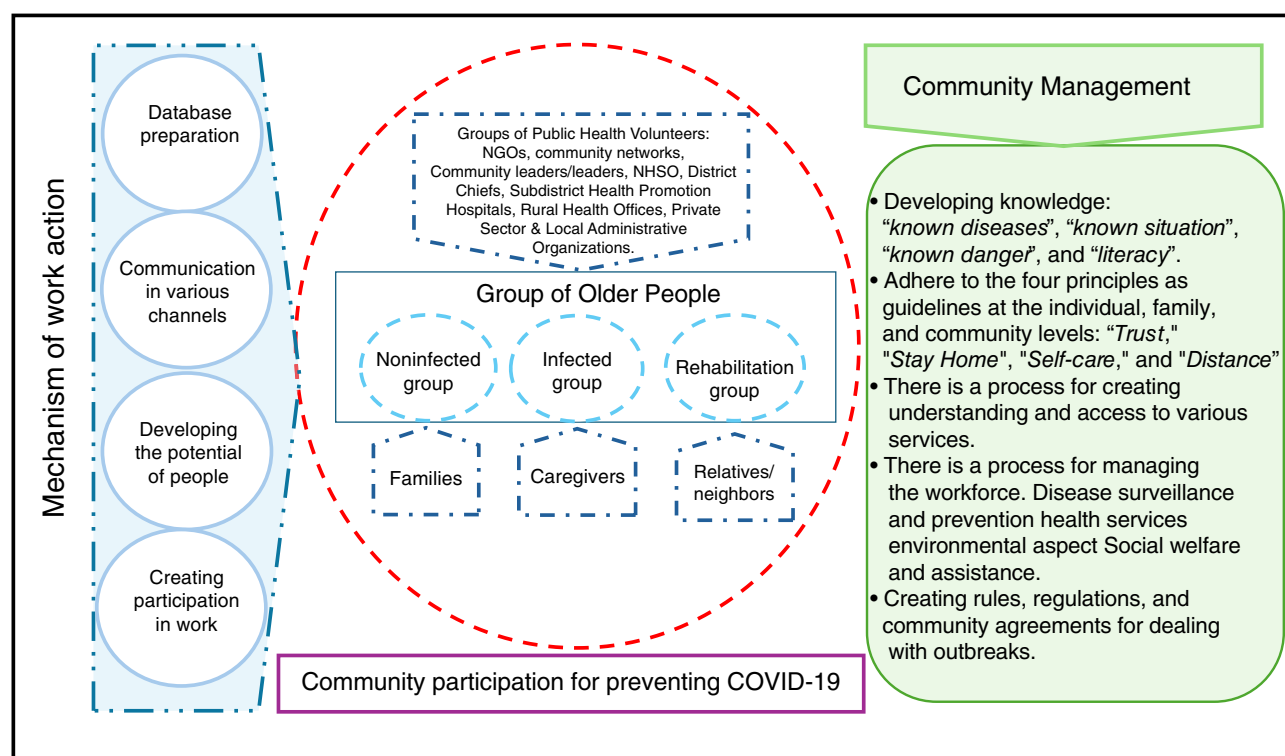 Mechanism of work action
Database
preparation
Communication
in various
channels
Developing
the potential
of people
Creating
participation
in work
Groups of Public Health Volunteers:
NGOs, community networks,
Community leaders/leaders, NHSO, District
Chiefs, Subdistrict Health Promotion
Hospitals, Rural Health Offices, Private
Sector & Local Administrative
Organizations.
Group of Older People
Noninfected
group
Infected
group
Rehabilitation
group
Families
Caregivers
Relatives/
neighbors
Community participation for preventing COVID-19
Community Management
• Developing knowledge:
“known diseases”, “known situation”,
“known danger”, and “literacy”.
• Adhere to the four principles as
guidelines at the individual, family,
and community levels: “Trust,"
"Stay Home", "Self-care," and "Distance”
• There is a process for creating
understanding and access to various
services.
• There is a process for managing
the workforce. Disease surveillance
and prevention health services
environmental aspect Social welfare
and assistance.
• Creating rules, regulations, and
community agreements for dealing
with outbreaks.